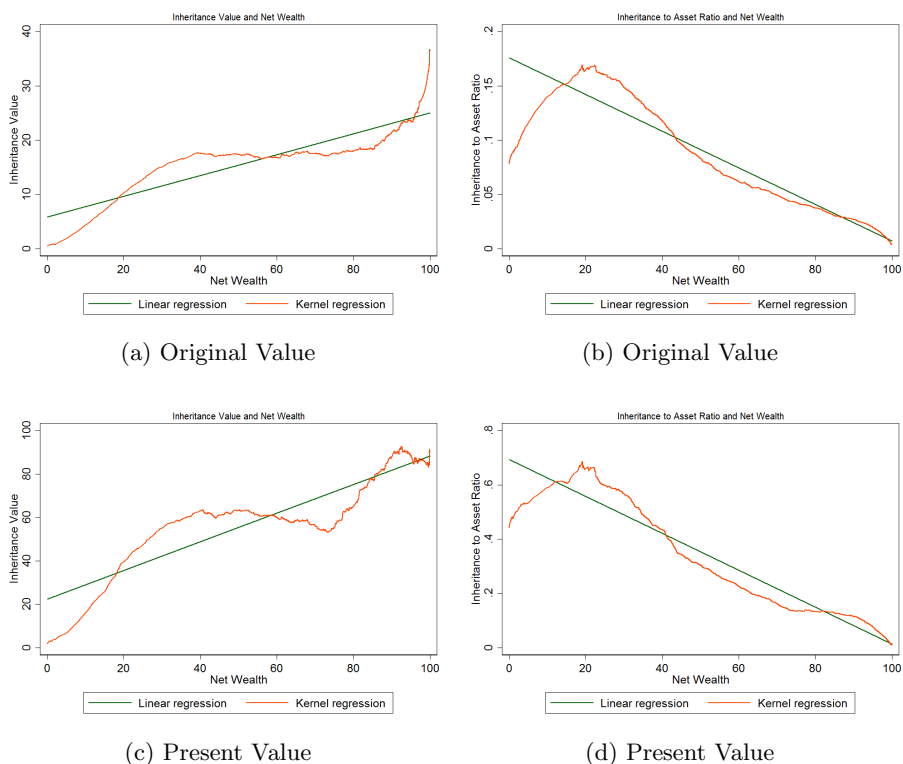 Inheritance Value and Net Wealth
Inheritance Value
0 10 20 30 40
0 20 40 60 80 100
Net Wealth
Linear regression Kernel regression
(a) Original Value
Inheritance to Asset Ratio and Net Wealth
Inheritance to Asset Ratio
0 .05 .1 .15 .2
0 20 40 60 80 100
Net Wealth
Linear regression Kernel regression
(b) Original Value
Inheritance Value and Net Wealth
Inheritance Value
0 20 40 60 80 100
0 20 40 60 80 100
Net Wealth
Linear regression Kernel regression
(c) Present Value
Inheritance to Asset Ratio and Net Wealth
Inheritance to Asset Ratio
0 .2 .4 .6 .8
0 20 40 60 80 100
Net Wealth
Linear regression Kernel regression
(d) Present Value